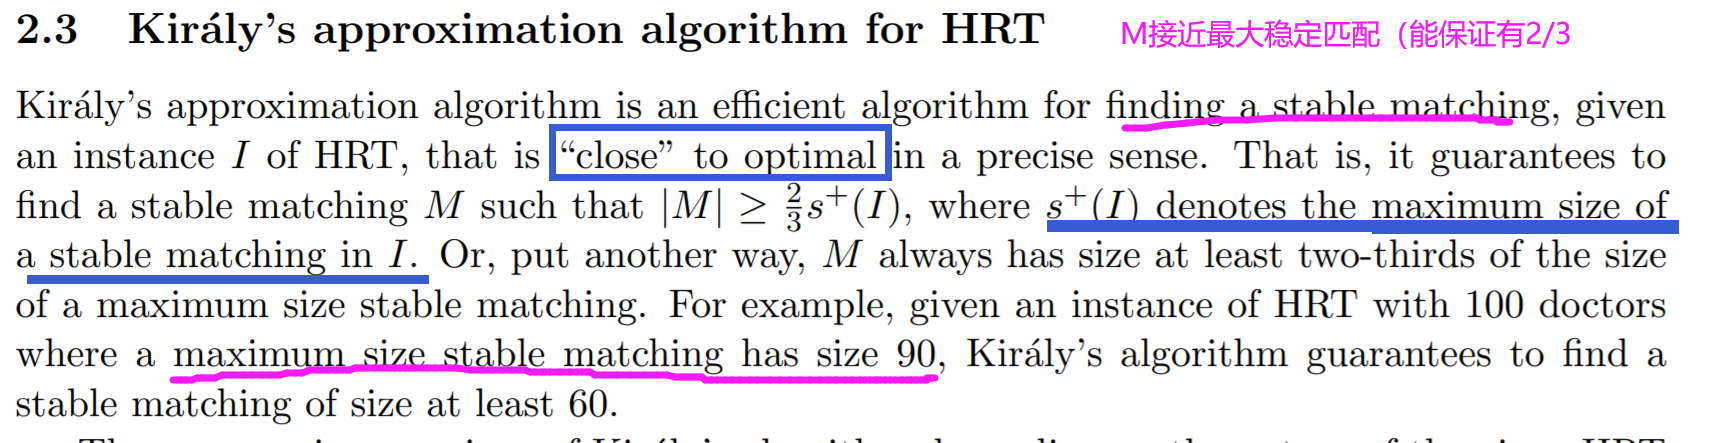 2.3 Király's approximation algorithm for HRT M接近最大稳定匹配（能保证有2/3
Király's approximation algorithm is an efficient algorithm for finding a stable matching, given
an instance I of HRT, that is “close” to optimal in a precise sense. That is, it guarantees to
find a stable matching M such that |M| ≥ 2/3 s⁺(I), where s⁺(I) denotes the maximum size of
a stable matching in I. Or, put another way, M always has size at least two-thirds of the size
of a maximum size stable matching. For example, given an instance of HRT with 100 doctors
where a maximum size stable matching has size 90, Király's algorithm guarantees to find a
stable matching of size at least 60.